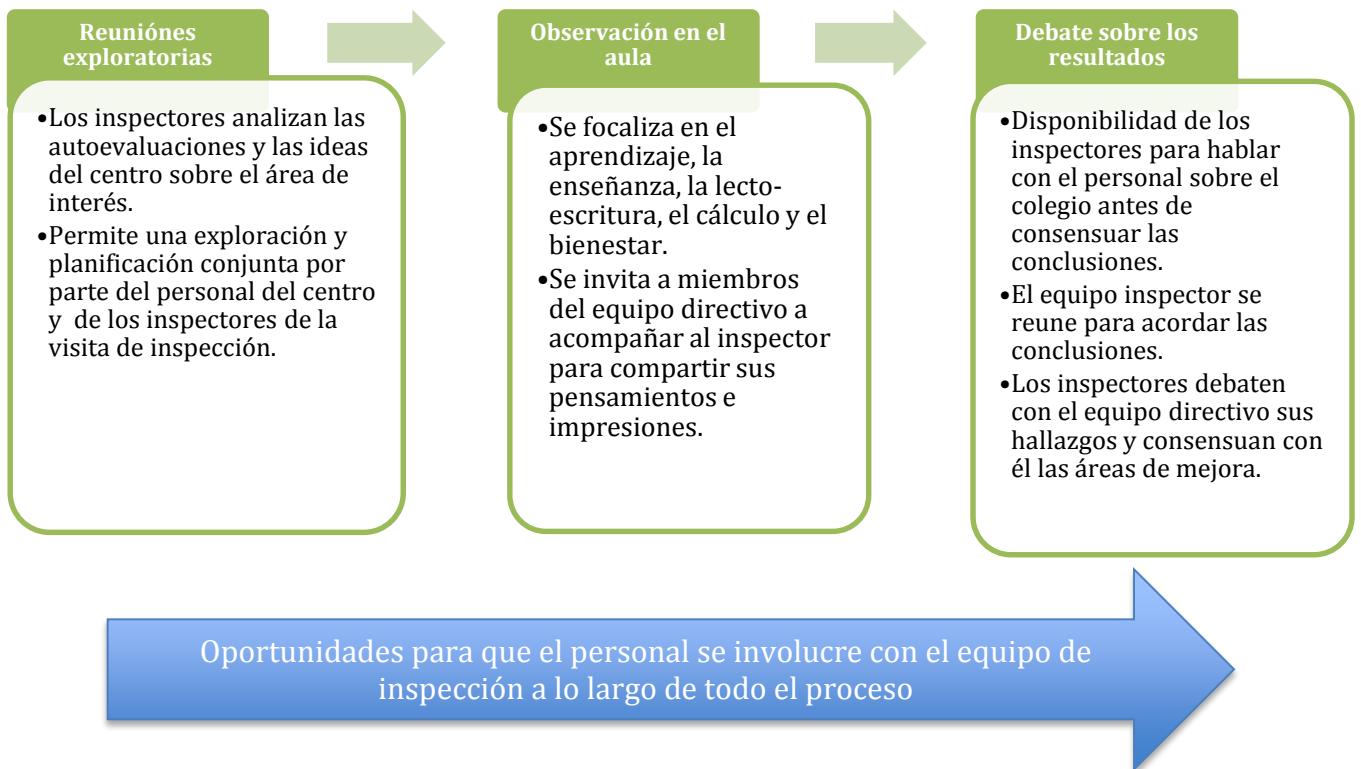 Reuniónes
exploratorias
•Los inspectores analizan las
autoevaluaciones y las ideas
del centro sobre el área de
interés.
•Permite una exploración y
planificación conjunta por
parte del personal del centro
y de los inspectores de la
visita de inspección.
Observación en el
aula
•Se focaliza en el
aprendizaje, la
enseñanza, la lecto-
escritura, el cálculo y el
bienestar.
•Se invita a miembros
del equipo directivo a
acompañar al inspector
para compartir sus
pensamientos e
impresiones.
Debate sobre los
resultados
•Disponibilidad de los
inspectores para hablar
con el personal sobre el
colegio antes de
consensuar las
conclusiones.
•El equipo inspector se
reune para acordar las
conclusiones.
•Los inspectores debaten
con el equipo directivo sus
hallazgos y consensuan con
él las áreas de mejora.
Oportunidades para que el personal se involucre con el equipo de
inspección a lo largo de todo el proceso